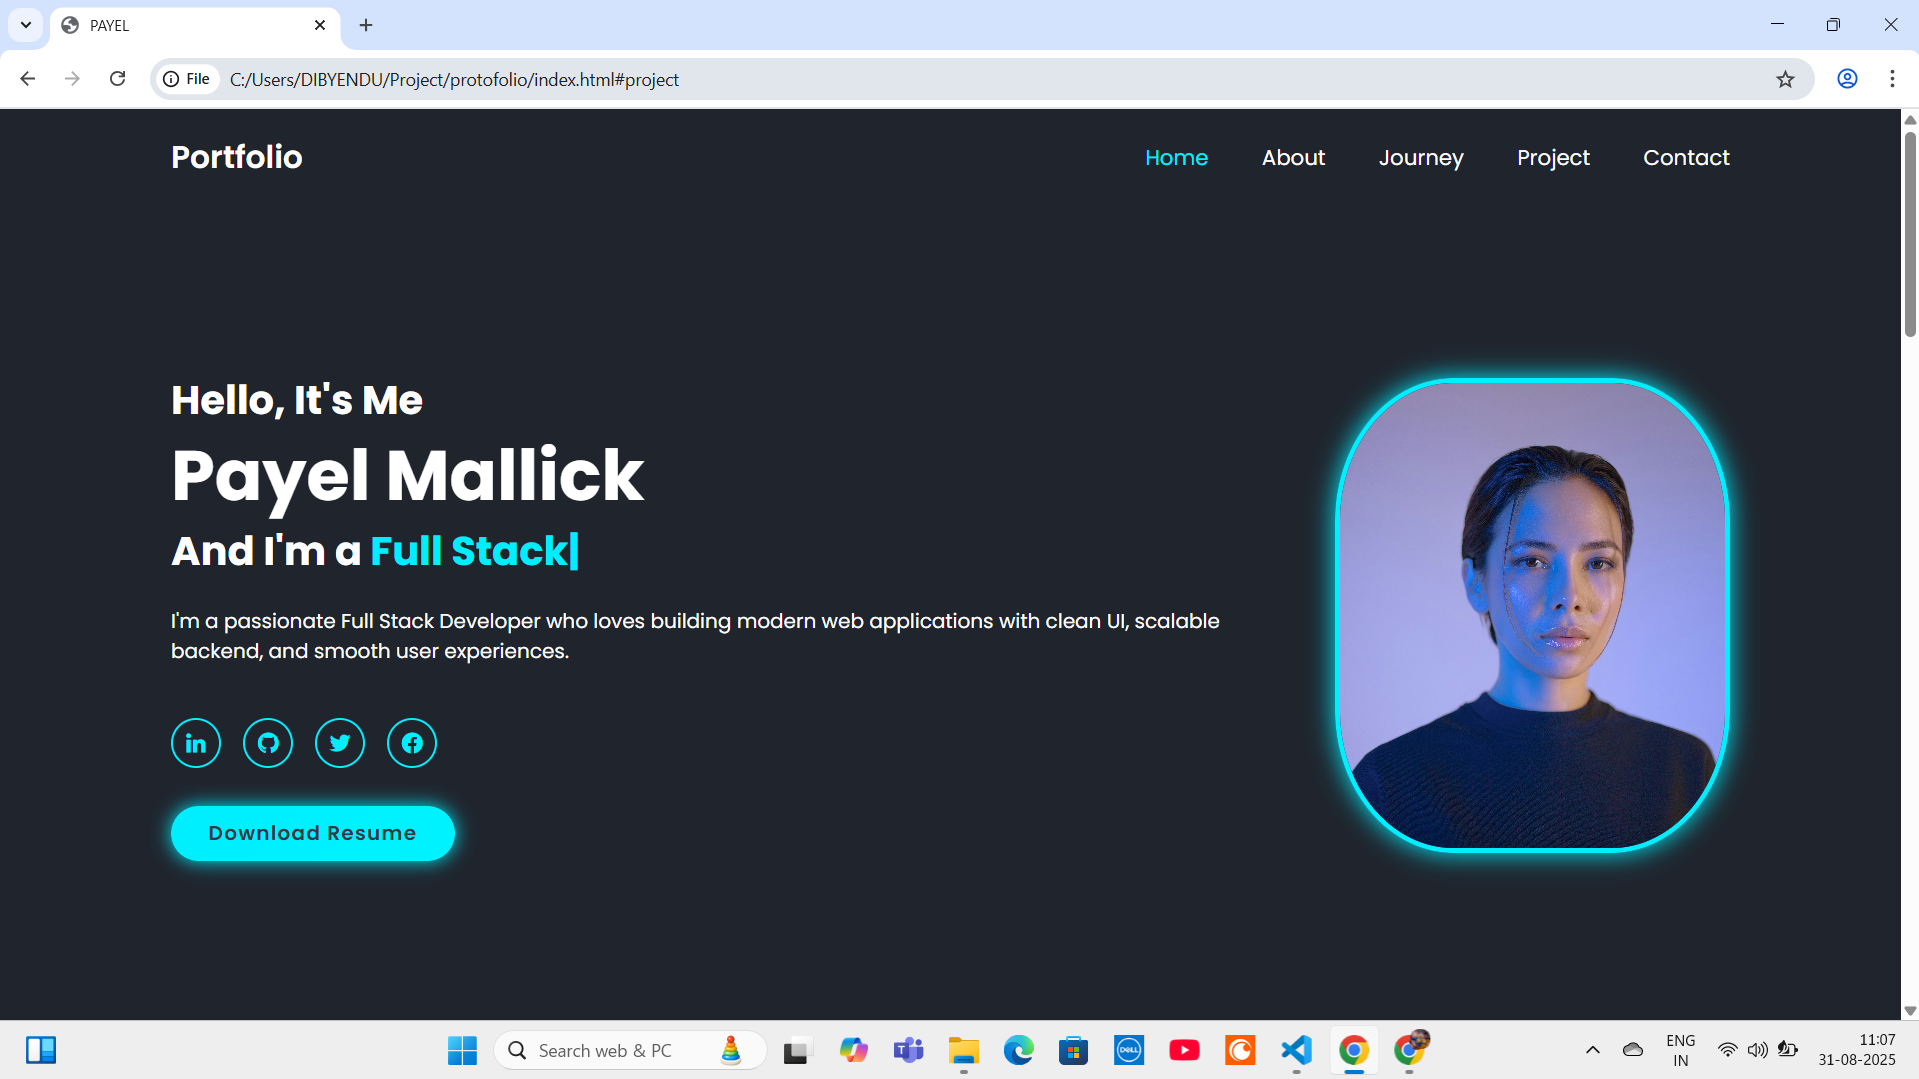 PAYEL
File
C:/Users/DIBYENDU/Project/protofolio/index.html#project
Portfolio
Home About Journey Project Contact
Hello, It's Me
Payel Mallick
And I'm a Full Stack|
I'm a passionate Full Stack Developer who loves building modern web applications with clean UI, scalable
backend, and smooth user experiences.
in
Download Resume
Search web & PC
DELL
ENG
IN
11:07
31-08-2025